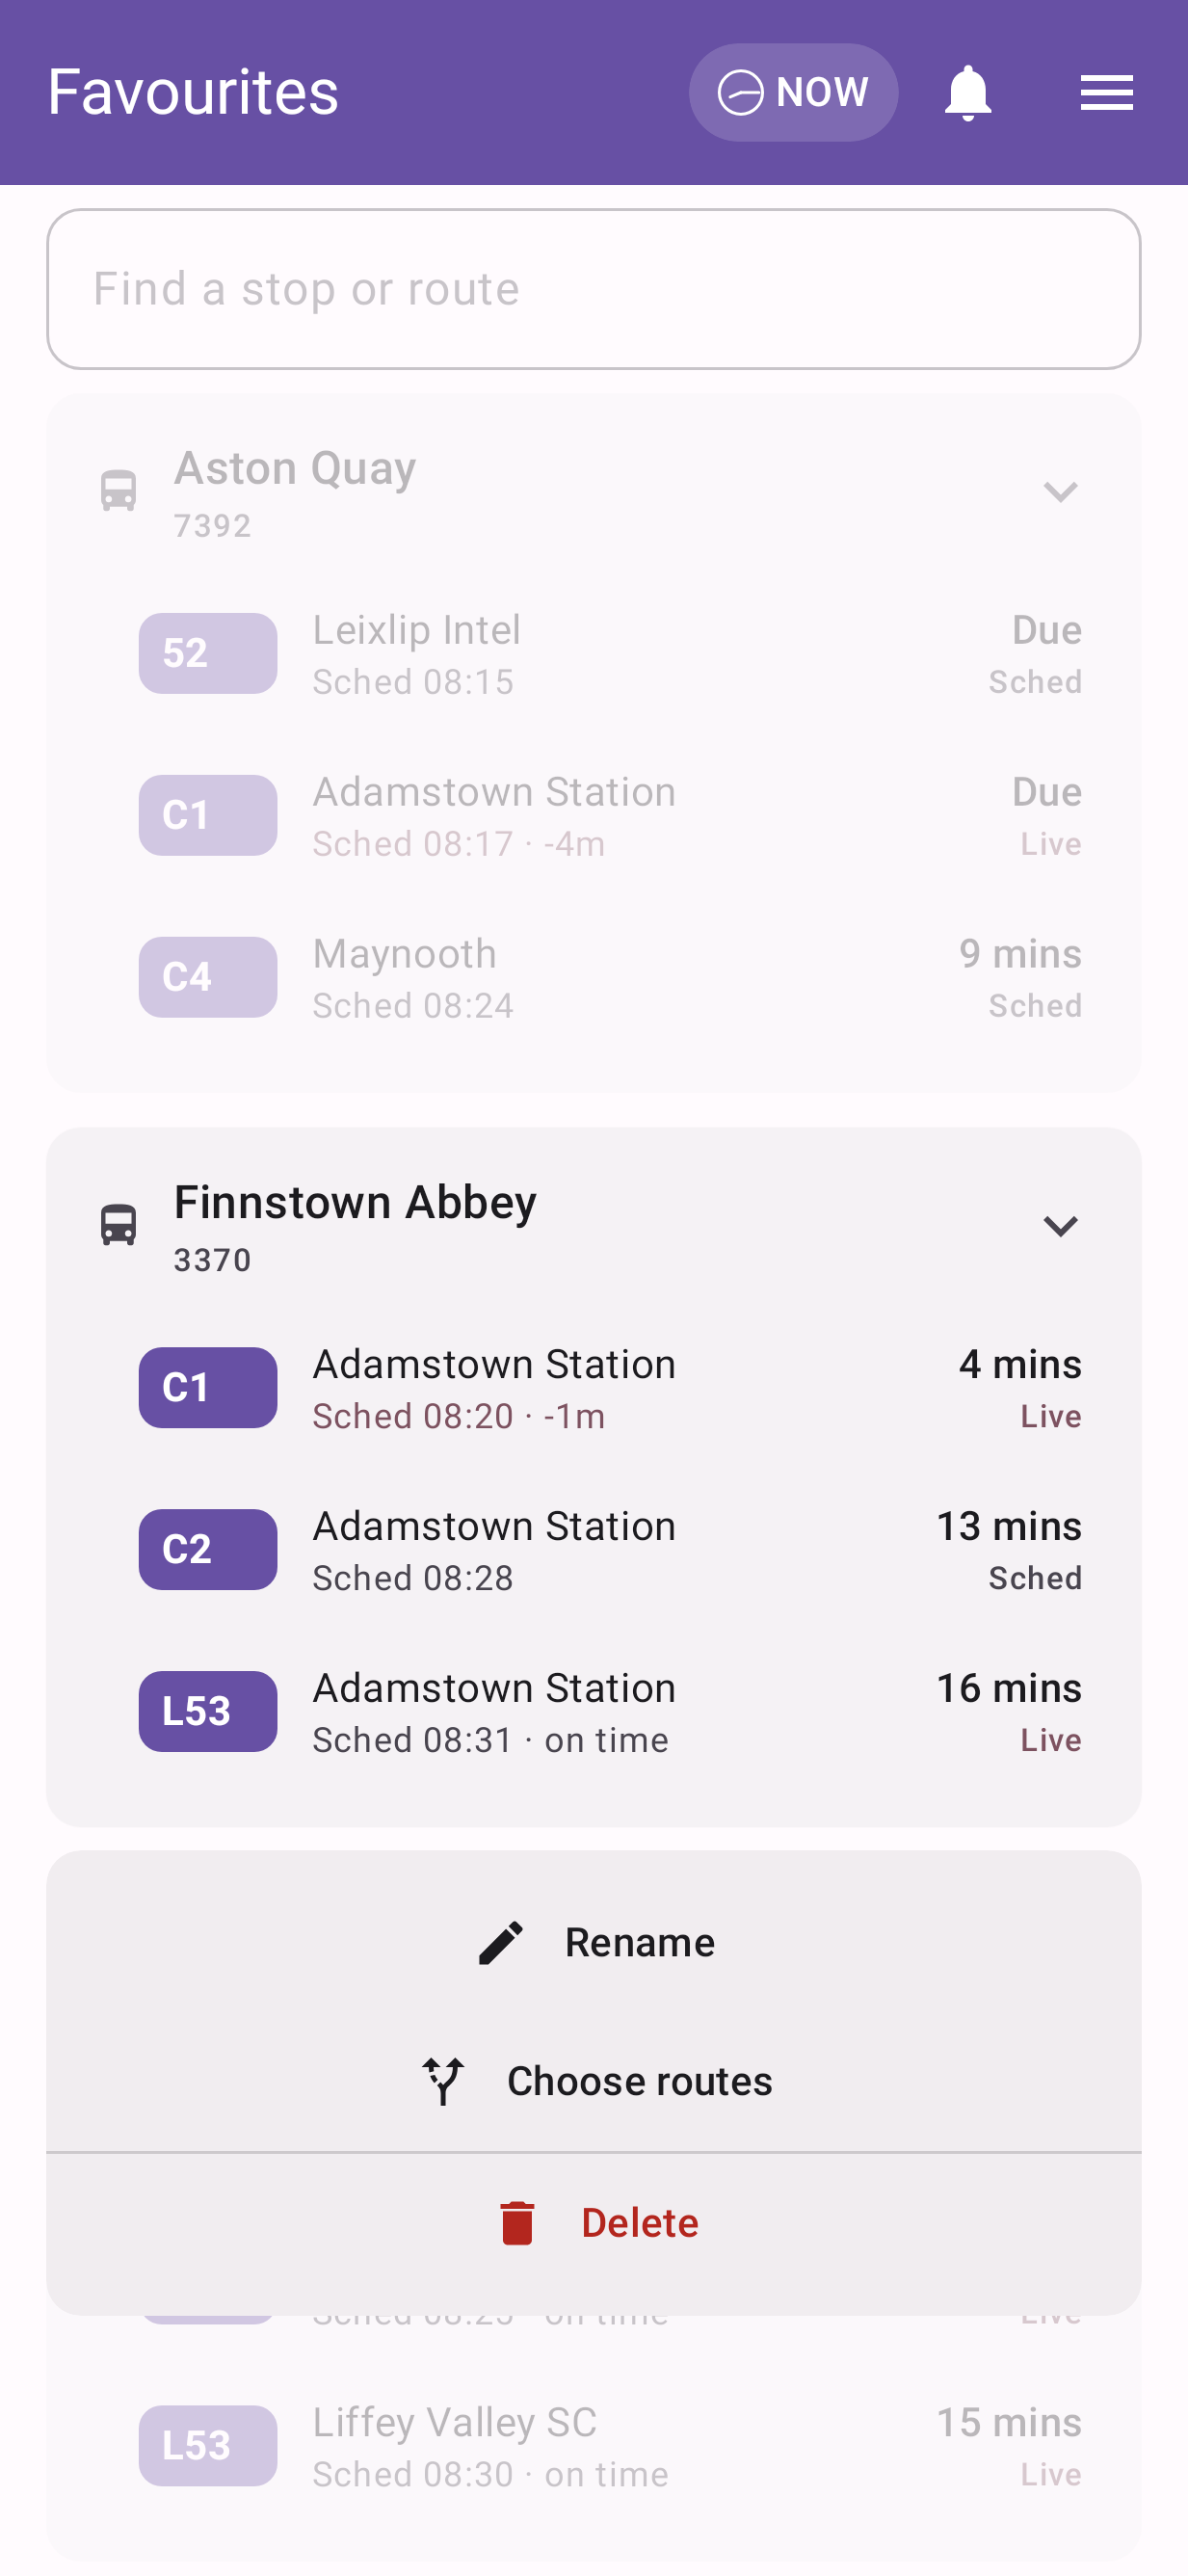 Favourites
NOW
Find a stop or route
Aston Quay
7392
52
Leixlip Intel
Due
Sched 08:15
Sched
C1
Adamstown Station
Due
Sched 08:17 · -4m
Live
C4
Maynooth
9 mins
Sched 08:24
Sched
Finnstown Abbey
3370
C1
Adamstown Station
4 mins
Sched 08:20 · -1m
Live
C2
Adamstown Station
13 mins
Sched 08:28
Sched
L53
Adamstown Station
16 mins
Sched 08:31 · on time
Live
Rename
Choose routes
Delete
Sched · on time
Live
L53
Liffey Valley SC
15 mins
Sched 08:30 · on time
Live